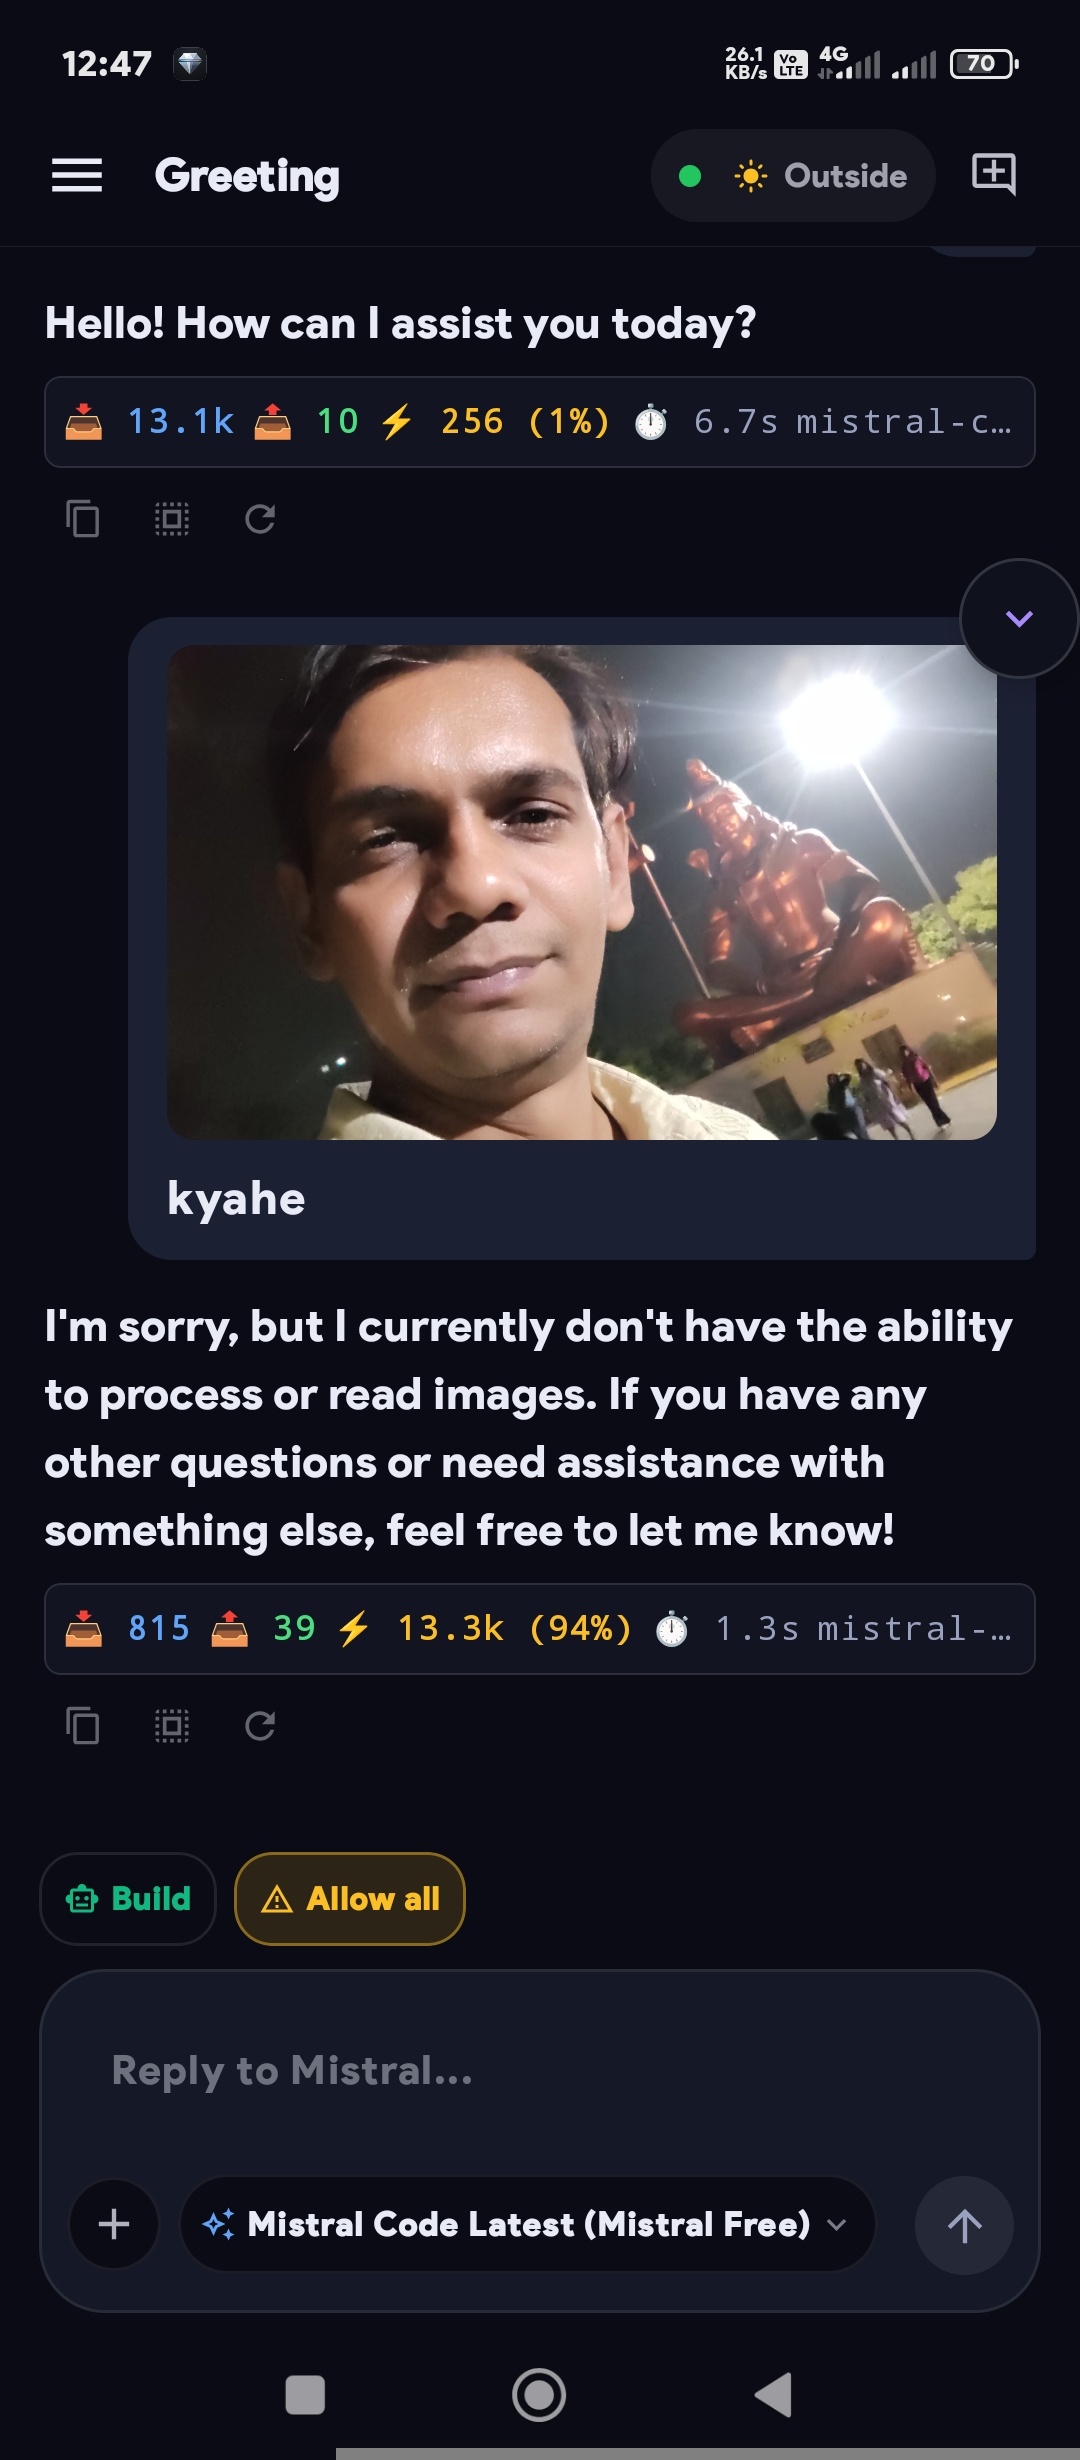 12:47
26.1 KB/s Vo LTE 4G 70
Greeting
Outside
Hello! How can I assist you today?
13.1k 10 256 (1%) 6.7s mistral-c…
kyahe
I'm sorry, but I currently don't have the ability
to process or read images. If you have any
other questions or need assistance with
something else, feel free to let me know!
815 39 13.3k (94%) 1.3s mistral-…
Build Allow all
Reply to Mistral...
Mistral Code Latest (Mistral Free)